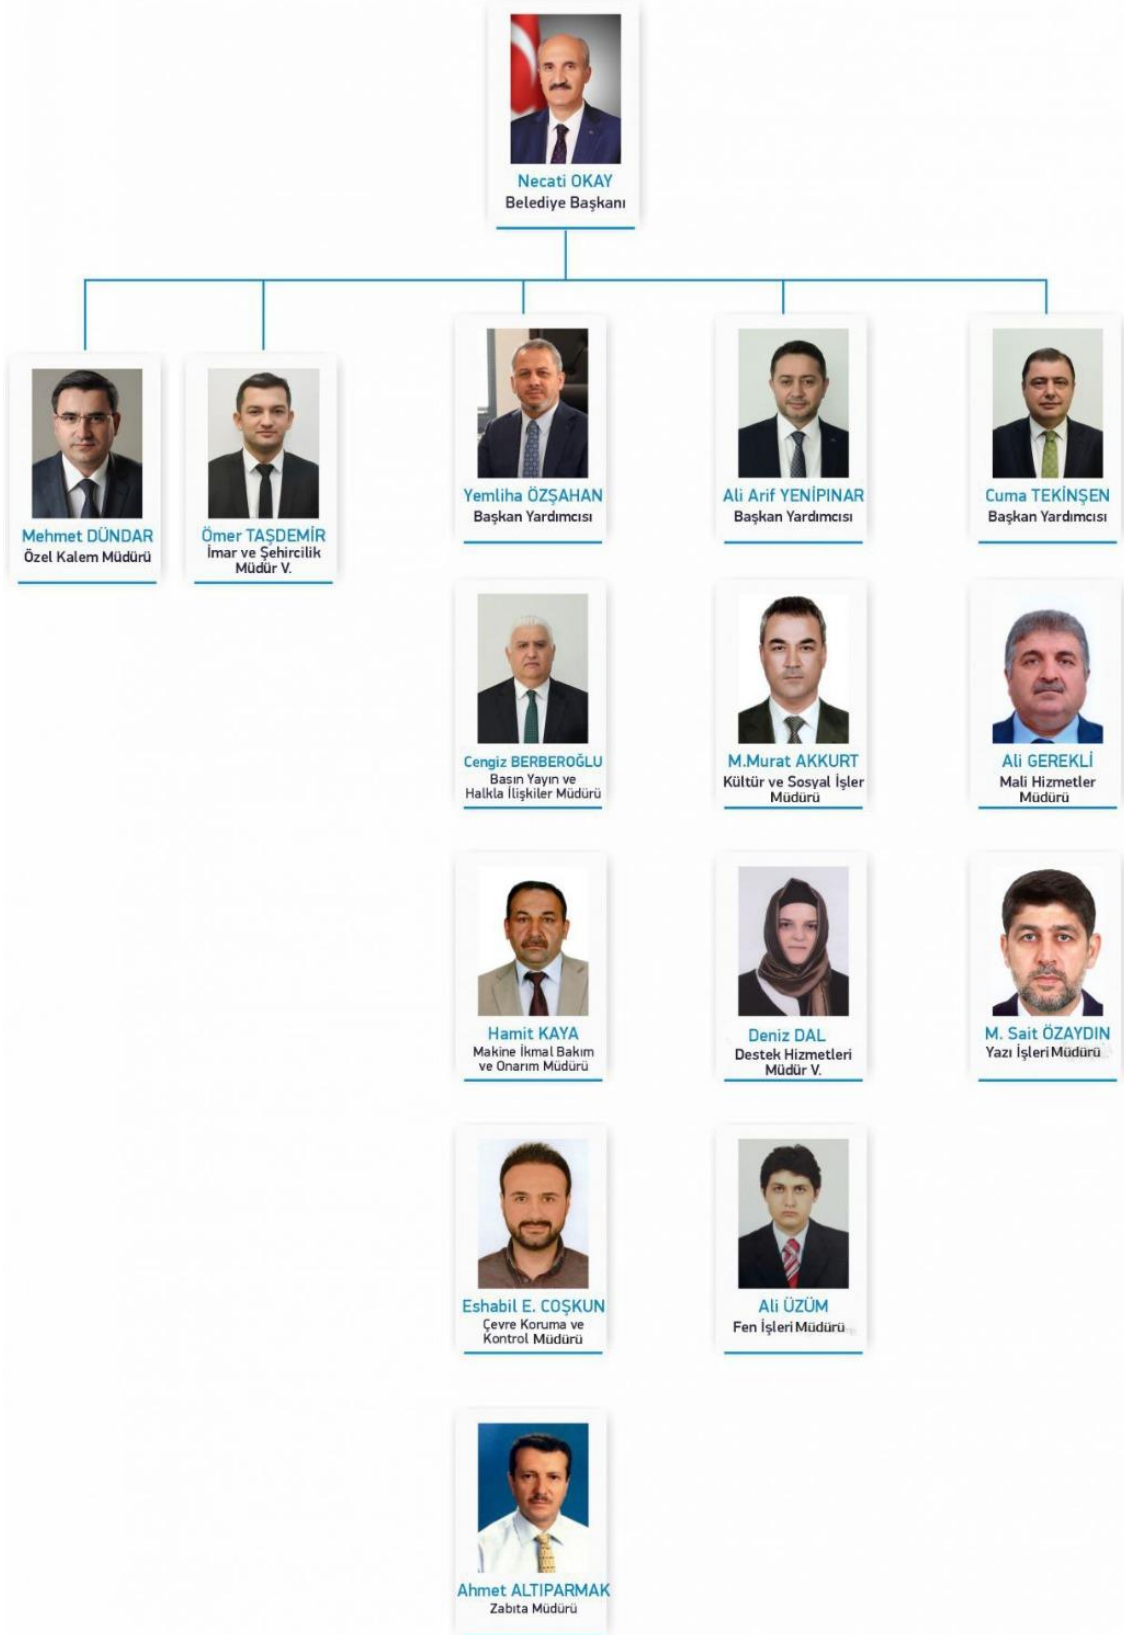 Necati OKAY
Belediye Başkanı
Mehmet DÜNDAR
Özel Kalem Müdürü
Ömer TAŞDEMİR
İmar ve Şehircilik
Müdür V.
Yemliha ÖZŞAHAN
Başkan Yardımcısı
Ali Arif YENİPINAR
Başkan Yardımcısı
Cuma TEKİNŞEN
Başkan Yardımcısı
Cengiz BERBEROĞLU
Basın Yayın ve
Halkla İlişkiler Müdürü
M.Murat AKKURT
Kültür ve Sosyal İşler
Müdürü
Ali GEREKLİ
Mali Hizmetler
Müdürü
Hamit KAYA
Makine İkmal Bakım
ve Onarım Müdürü
Deniz DAL
Destek Hizmetleri
Müdür V.
M. Sait ÖZAYDIN
Yazı İşleri Müdürü
Eshabil E. COŞKUN
Çevre Koruma ve
Kontrol Müdürü
Ali ÜZÜM
Fen İşleri Müdürü
Ahmet ALTIPARMAK
Zabıta Müdürü